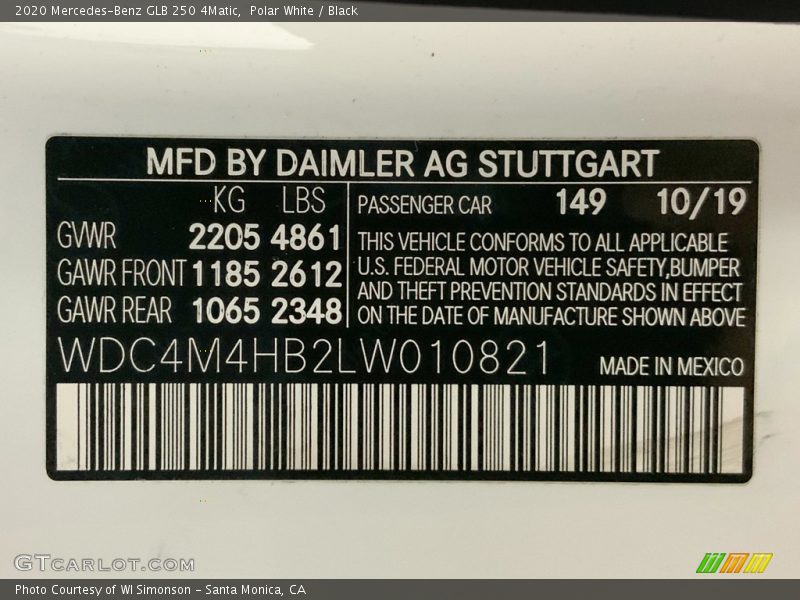 2020 Mercedes-Benz GLB 250 4Matic,  Polar White / Black
MFD BY DAIMLER AG STUTTGART
KG LBS
GVWR 2205 4861
GAWR FRONT 1185 2612
GAWR REAR 1065 2348
PASSENGER CAR 149 10/19
THIS VEHICLE CONFORMS TO ALL APPLICABLE
U.S. FEDERAL MOTOR VEHICLE SAFETY,BUMPER
AND THEFT PREVENTION STANDARDS IN EFFECT
ON THE DATE OF MANUFACTURE SHOWN ABOVE
WDC4M4HB2LW010821
MADE IN MEXICO
GTCARLOT.COM
Photo Courtesy of WI Simonson - Santa Monica, CA